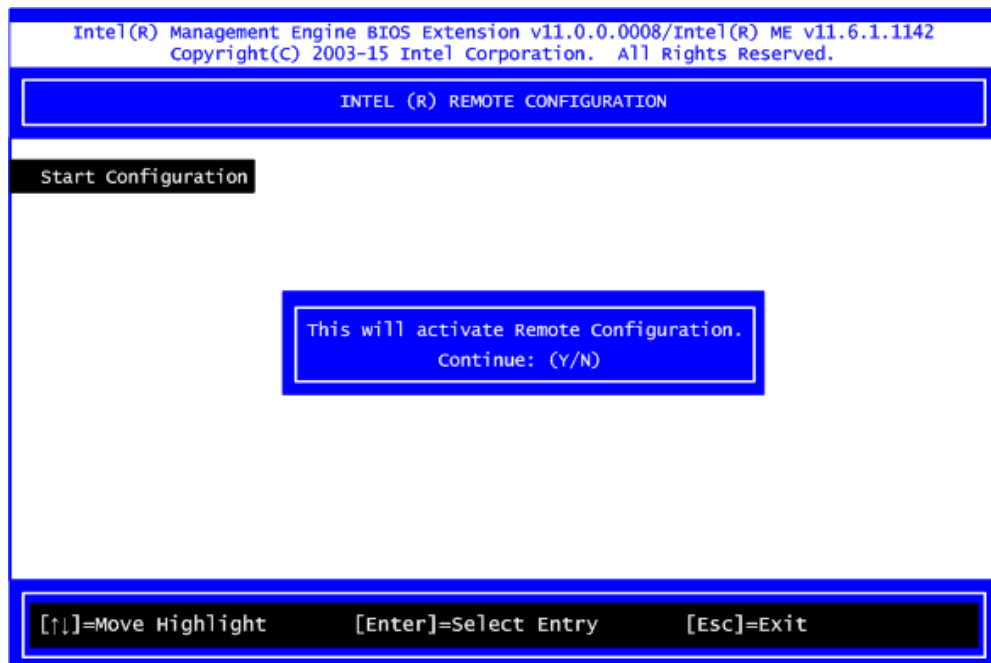 Intel(R) Management Engine BIOS Extension v11.0.0.0008/Intel(R) ME v11.6.1.1142
Copyright(C) 2003-15 Intel Corporation. All Rights Reserved.
INTEL (R) REMOTE CONFIGURATION
Start Configuration
This will activate Remote Configuration.
Continue: (Y/N)
[↑↓]=Move Highlight [Enter]=Select Entry [Esc]=Exit